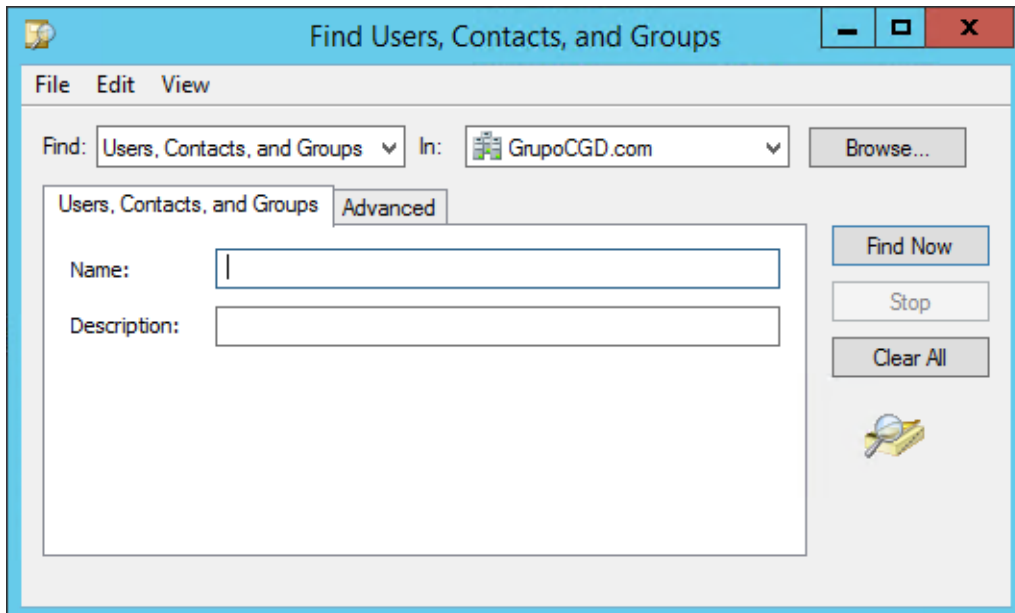 Find Users, Contacts, and Groups
File Edit View
Find: Users, Contacts, and Groups In: GrupoCGD.com Browse...
Users, Contacts, and Groups Advanced
Name:
Description:
Find Now
Stop
Clear All